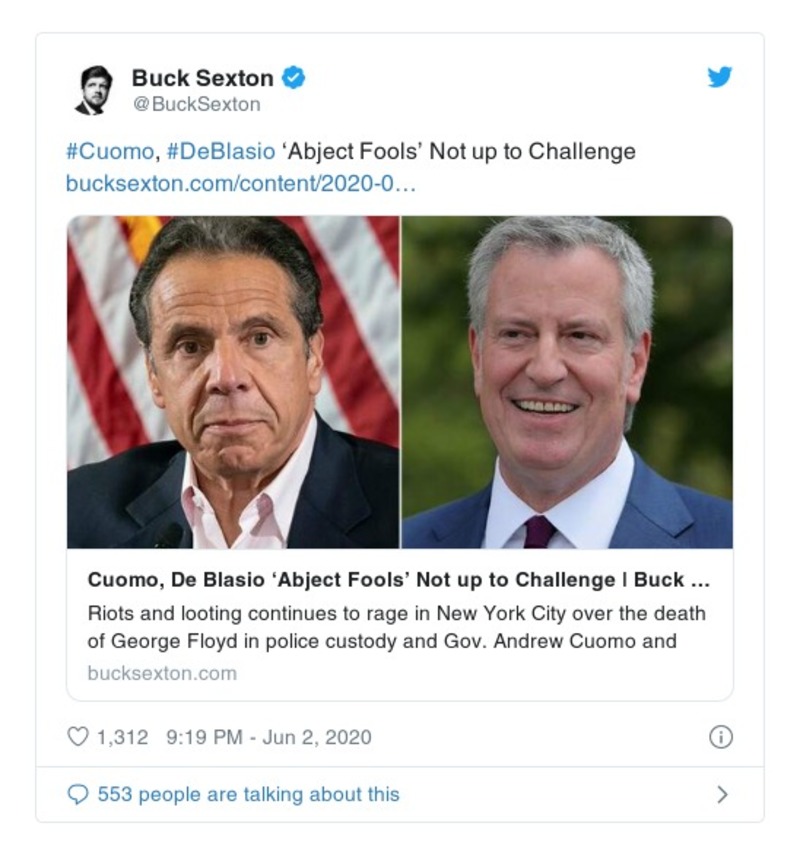 Buck Sexton
@BuckSexton
#Cuomo, #DeBlasio ‘Abject Fools’ Not up to Challenge
bucksexton.com/content/2020-0…
Cuomo, De Blasio ‘Abject Fools’ Not up to Challenge | Buck ...
Riots and looting continues to rage in New York City over the death
of George Floyd in police custody and Gov. Andrew Cuomo and
bucksexton.com
1,312 9:19 PM - Jun 2, 2020
553 people are talking about this